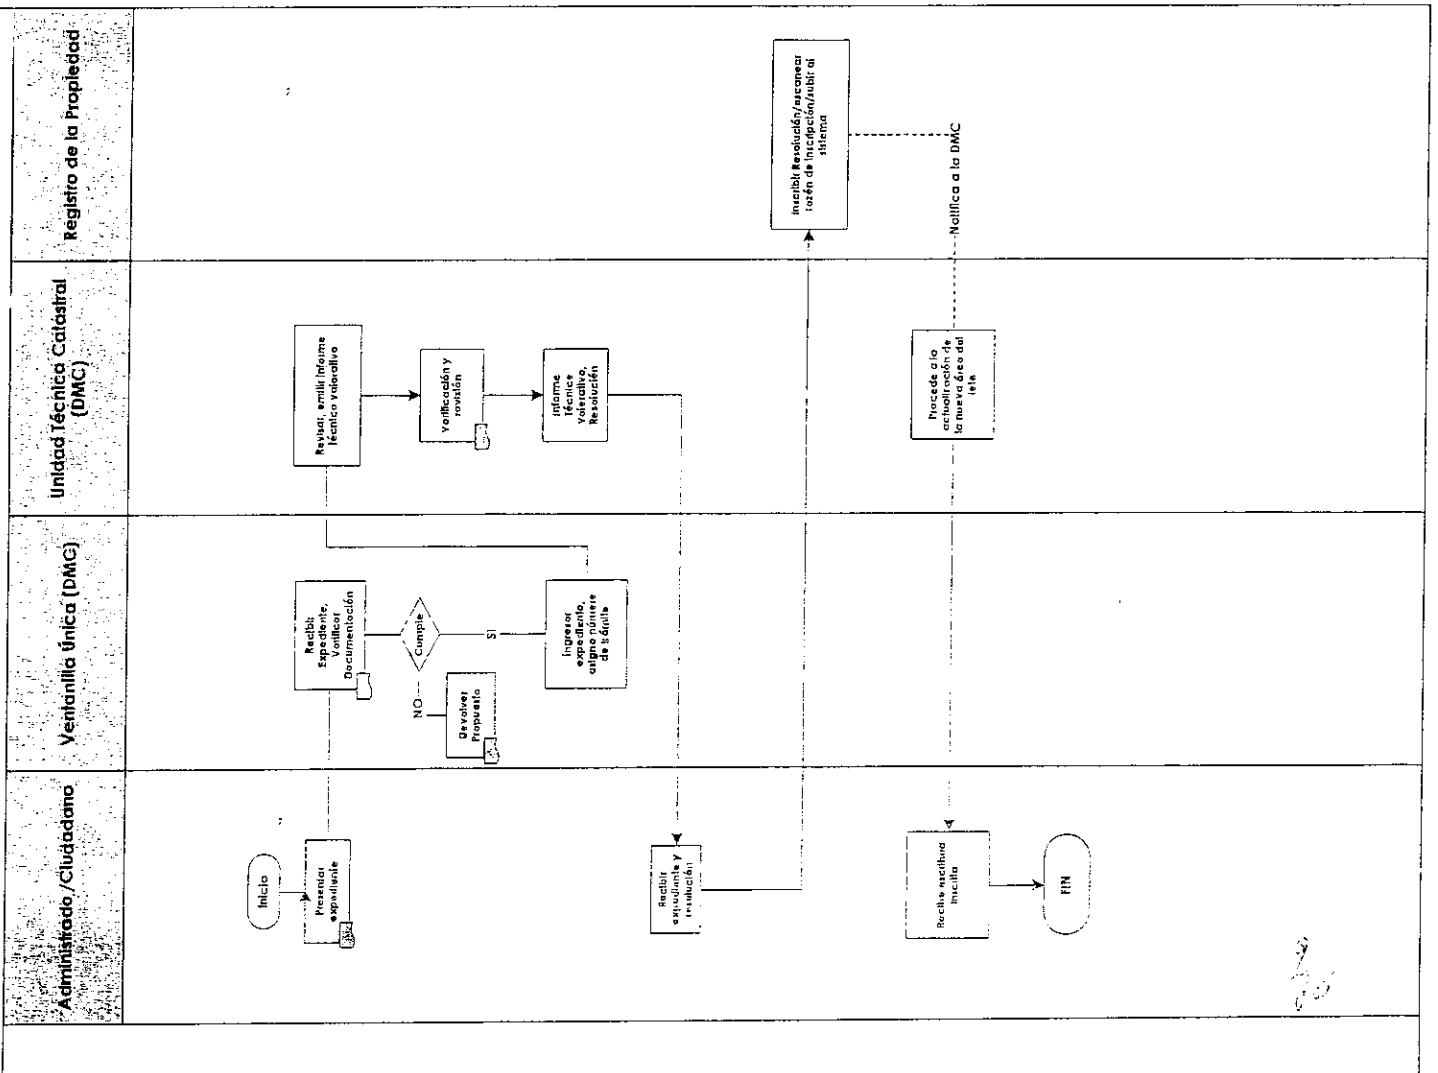 Administrado/Ciudadano
Ventanilla Única (DMC)
Unidad Técnica Catastral
(DMC)
Registro de la Propiedad
Inicio
Presentar
expediente
Recibir
Expediente,
Verificar
Documentación
Cumple
NO
SI
Devolver
Propuesta
Ingresar
expediente,
asigna número
de trámite
Revisar, emitir informe
técnico valorativo
Verificación y
revisión
Informe
Técnico
Valorativo,
Resolución
Recibir
expediente y
resolución
Inscribir Resolución/escanear
razón de inscripción/subir al
sistema
Notifica a la DMC
Procede a la
actualización de
la nueva área del
lote
Recibe escritura
inscrita
FIN